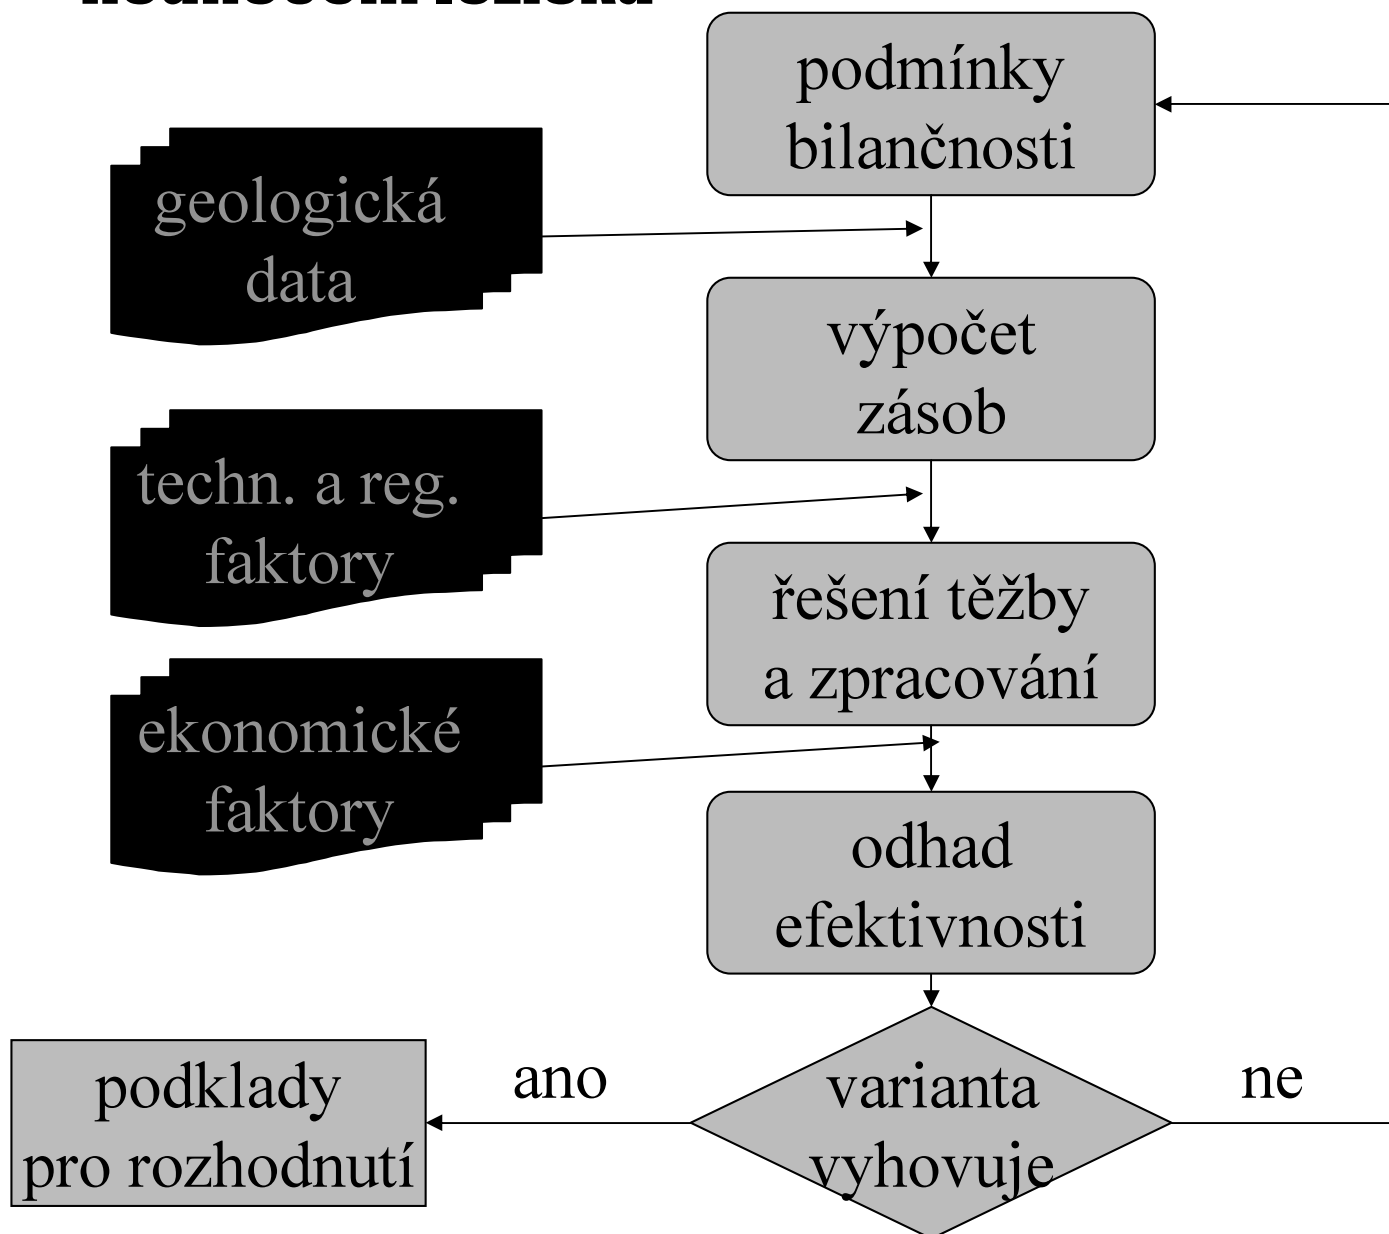 podmínky
bilančnosti
geologická
data
výpočet
zásob
techn. a reg.
faktory
řešení těžby
a zpracování
ekonomické
faktory
odhad
efektivnosti
podklady
pro rozhodnutí
ano
varianta
vyhovuje
ne